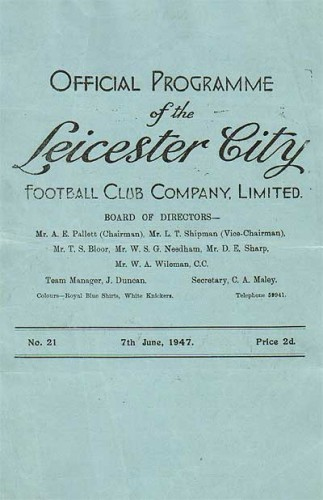 OFFICIAL PROGRAMME
of the
Leicester City
FOOTBALL CLUB COMPANY, LIMITED.
BOARD OF DIRECTORS—
Mr. A. E. Pallett (Chairman), Mr. L. T. Shipman (Vice-Chairman),
Mr. T. S. Bloor, Mr. W. S. G. Needham, Mr. D. E. Sharp,
Mr. W. A. Wileman, C.C.
Team Manager, J. Duncan. Secretary, C. A. Maley.
Colours—Royal Blue Shirts, White Knickers. Telephone 58941.
No. 21 7th June, 1947. Price 2d.